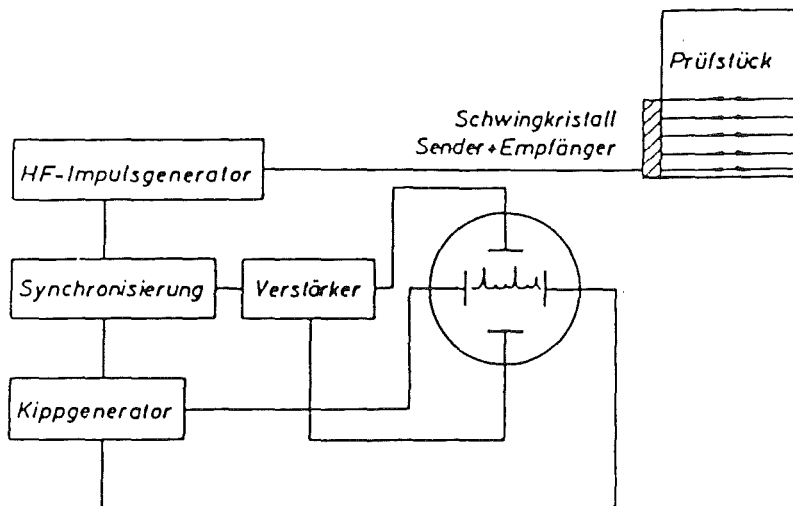 Prüfstück
Schwingkristall
Sender+Empfänger
HF-Impulsgenerator
Synchronisierung
Verstärker
Kippgenerator